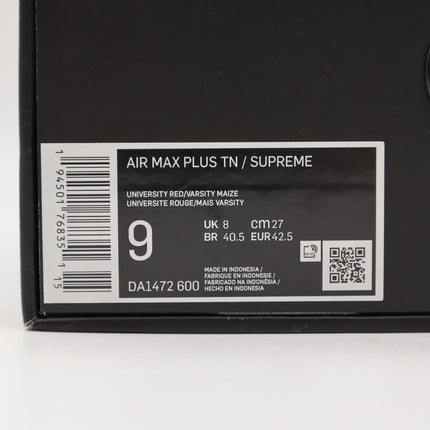 AIR MAX PLUS TN / SUPREME
UNIVERSITY RED/VARSITY MAIZE
UNIVERSITE ROUGE/MAIS VARSITY
9
UK 8 CM 27
BR 40.5 EUR 42.5
MADE IN INDONESIA /
FABRIQUE EN INDONESIE /
FABRICADO NA INDONÉSIA /
HECHO EN INDONESIA
DA1472 600
1 94501 76835 1 15